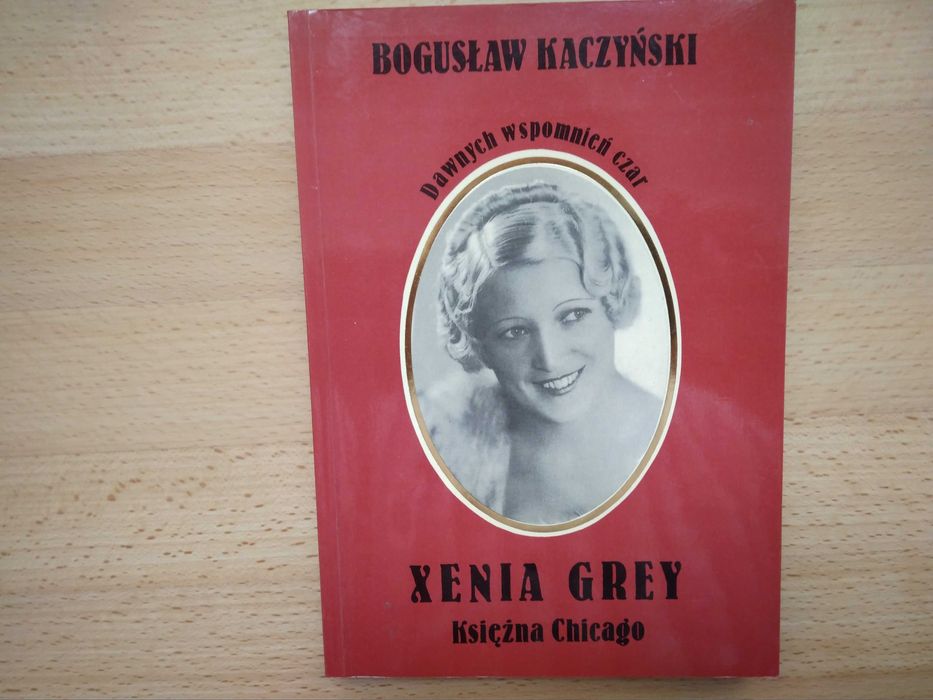 BOGUSŁAW KACZYŃSKI
Dawnych wspomnień czar
XENIA GREY
Księżna Chicago